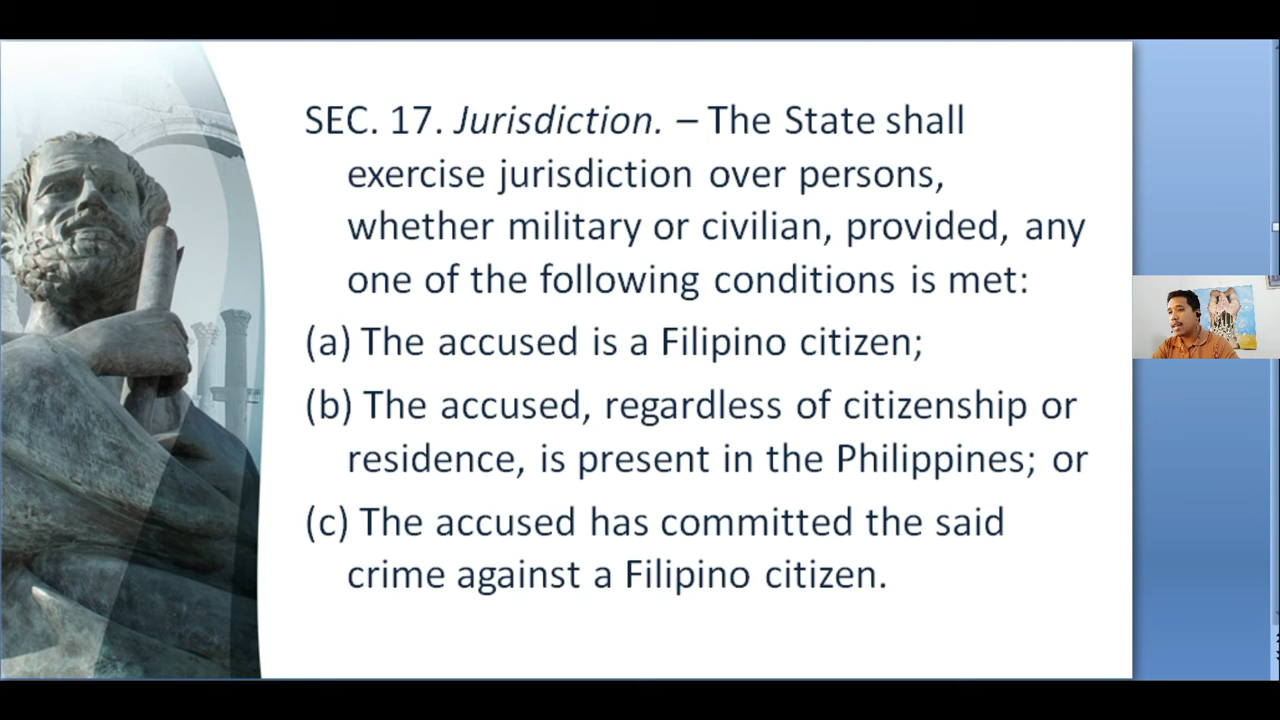 SEC. 17. Jurisdiction. – The State shall
exercise jurisdiction over persons,
whether military or civilian, provided, any
one of the following conditions is met:
(a) The accused is a Filipino citizen;
(b) The accused, regardless of citizenship or
residence, is present in the Philippines; or
(c) The accused has committed the said
crime against a Filipino citizen.